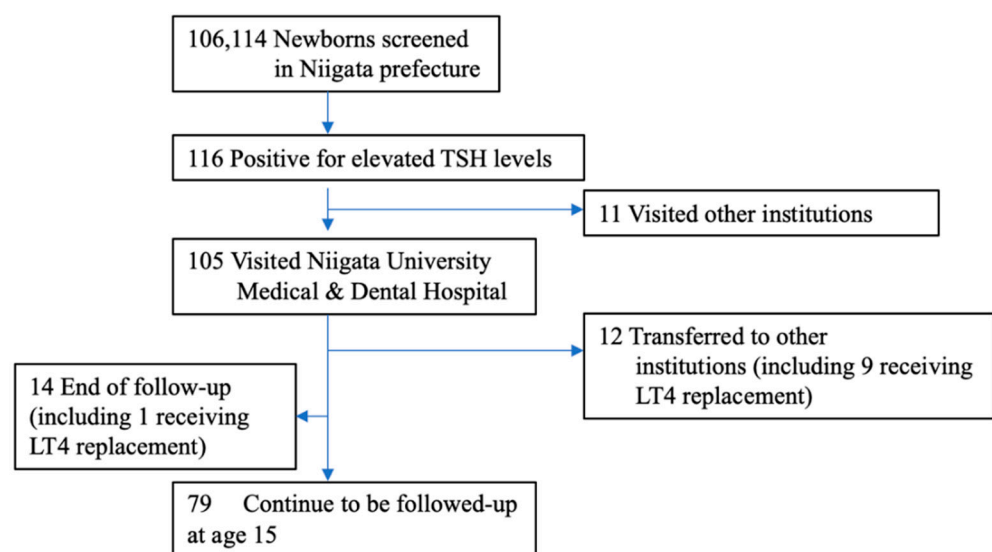 106,114 Newborns screened
in Niigata prefecture
116 Positive for elevated TSH levels
11 Visited other institutions
105 Visited Niigata University
Medical & Dental Hospital
12 Transferred to other
institutions (including 9 receiving
LT4 replacement)
14 End of follow-up
(including 1 receiving
LT4 replacement)
79 Continue to be followed-up
at age 15